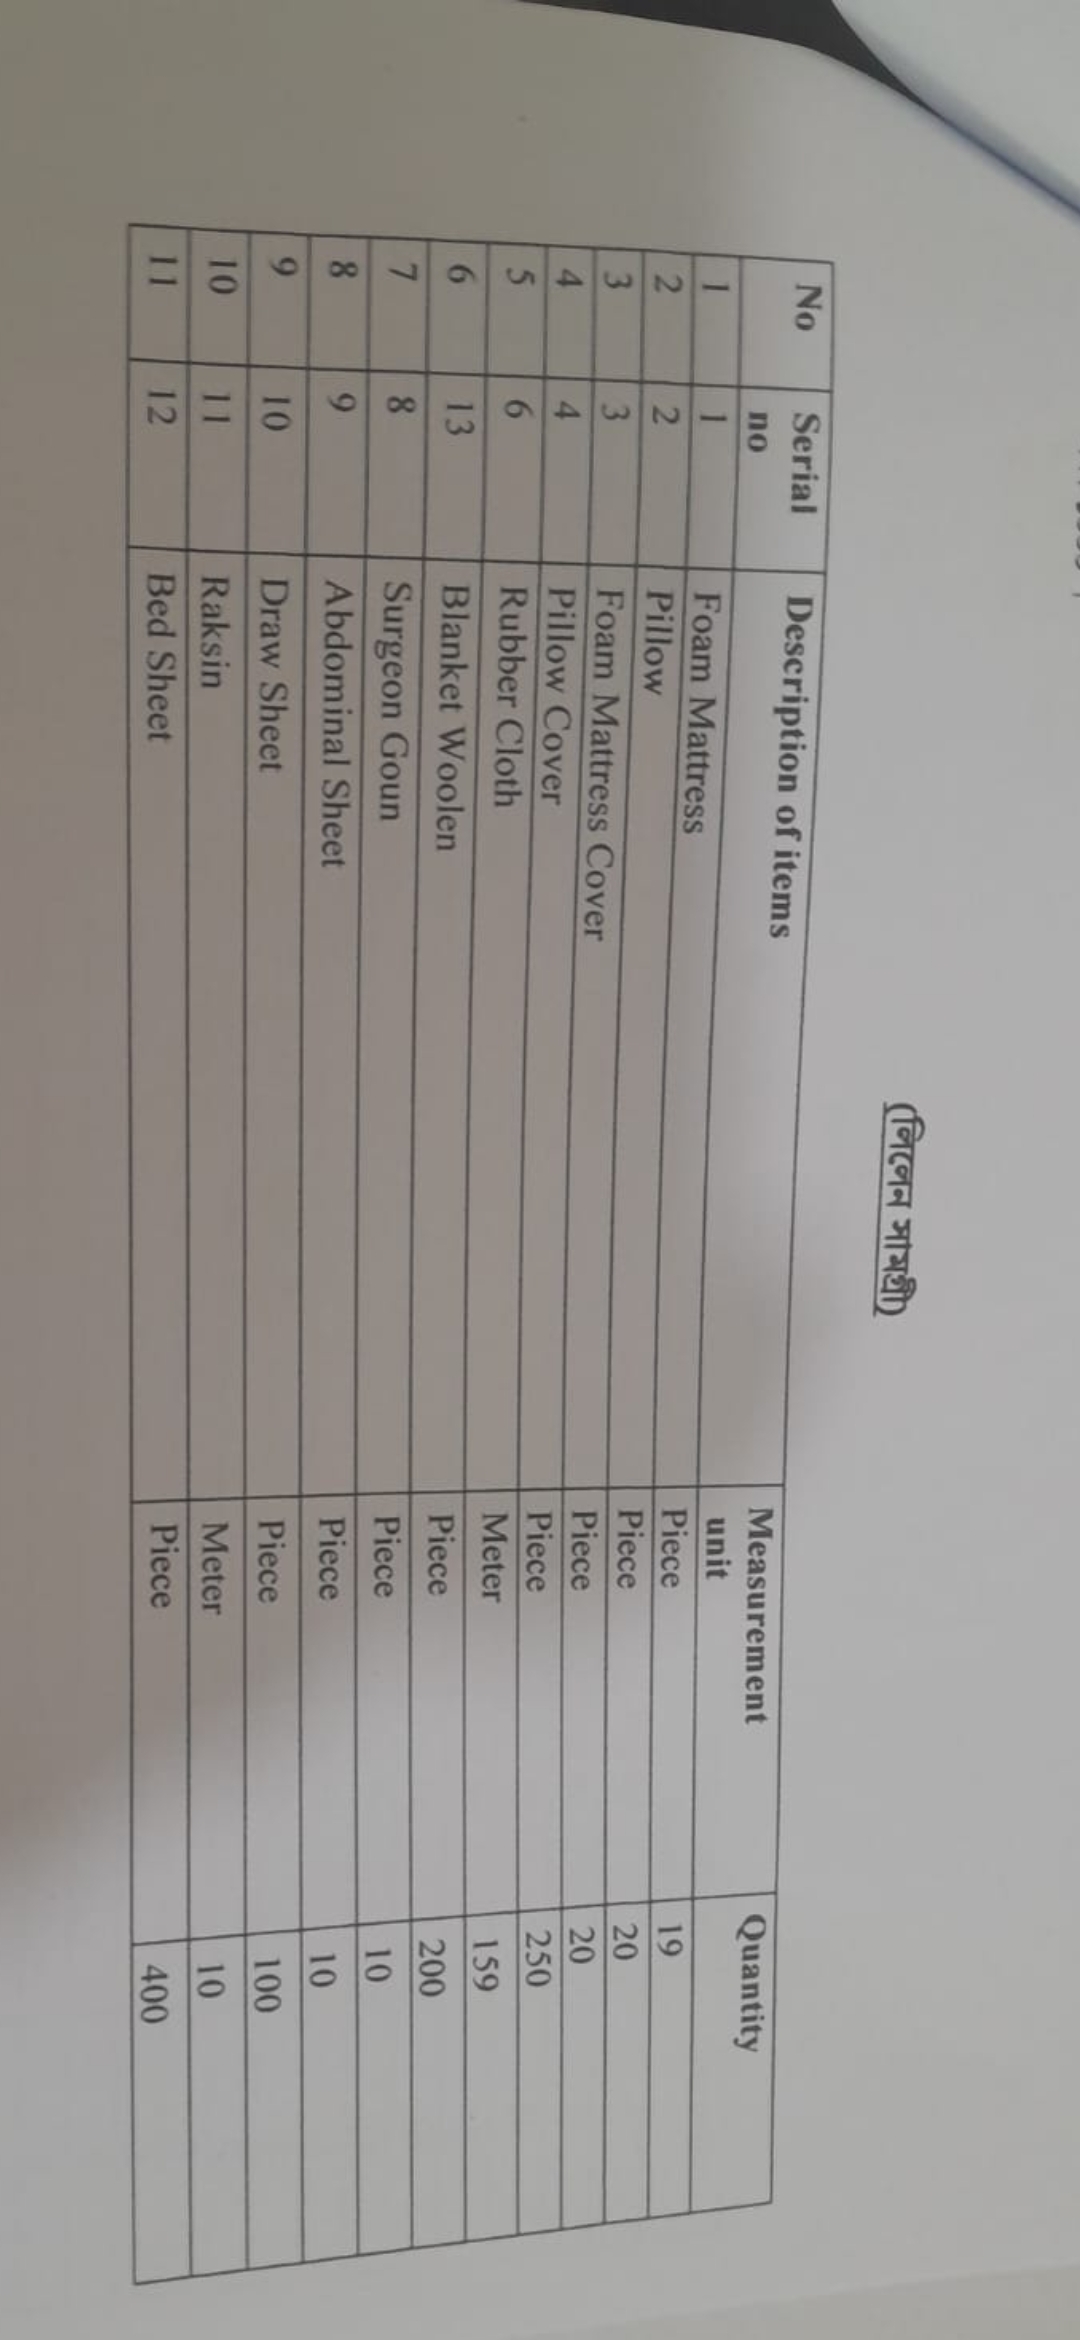 (লিলেন সামগ্রী)
No Serial no Description of items Measurement unit Quantity
1 1 Foam Mattress Piece 19
2 2 Pillow Piece 20
3 3 Foam Mattress Cover Piece 20
4 4 Pillow Cover Piece 250
5 6 Rubber Cloth Meter 159
6 13 Blanket Woolen Piece 200
7 8 Surgeon Goun Piece 10
8 9 Abdominal Sheet Piece 10
9 10 Draw Sheet Piece 100
10 11 Raksin Meter 10
11 12 Bed Sheet Piece 400